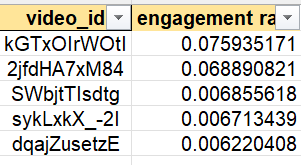 video_id engagement ra
kGTxOIrWOtI 0.075935171
2jfdHA7xM84 0.068890821
SWbjtTIsdtg 0.006855618
sykLxkX_-2I 0.006713439
dqajZusetzE 0.006220408